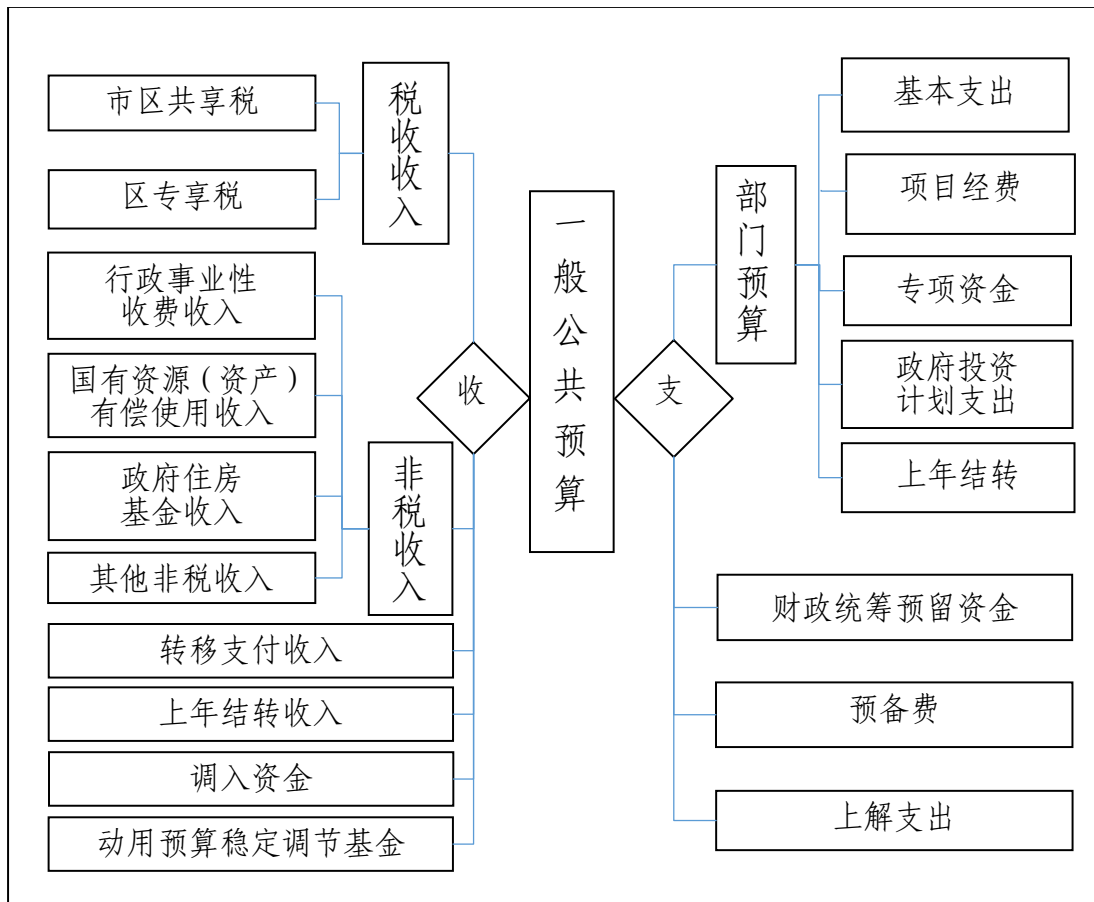 市区共享税
区专享税
税收收入
行政事业性
收费收入
国有资源（资产）
有偿使用收入
政府住房
基金收入
其他非税收入
非税收入
转移支付收入
上年结转收入
调入资金
动用预算稳定调节基金
收
一般公共预算
支
部门预算
基本支出
项目经费
专项资金
政府投资
计划支出
上年结转
财政统筹预留资金
预备费
上解支出